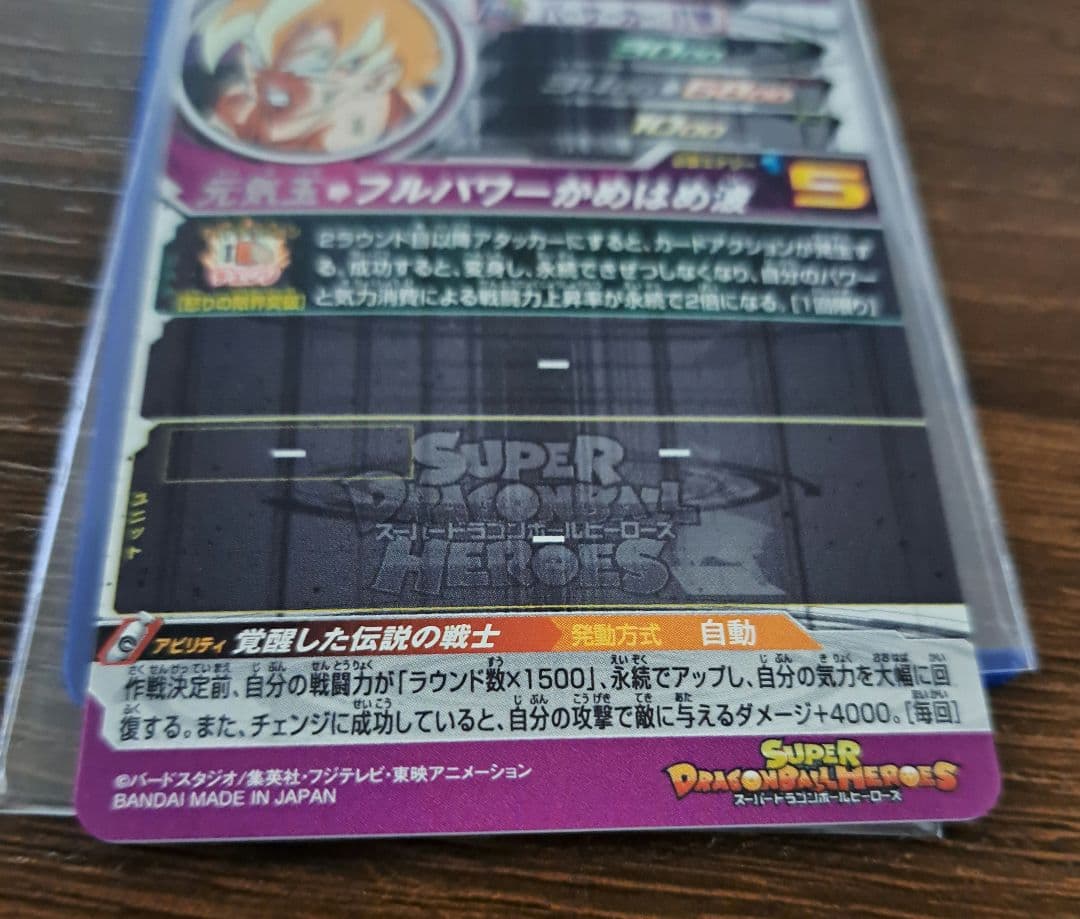 元気玉⇒フルパワーかめはめ波
S
2ラウンド目以降アタッカーにすると、カードアクションが発生す
る。成功すると、変身し、永続できぜつしなくなり、自分のパワー
と気力消費による戦闘力上昇率が永続で2倍になる。[1回限り]
[怒りの限界突破]
ー
ー
ー
ー
ユニット
SUPER
DRAGONBALL
スーパードラゴンボールヒーローズ
HEROES
アビリティ 覚醒した伝説の戦士 発動方式 自動
作戦決定前、自分の戦闘力が「ラウンド数×1500」、永続でアップし、自分の気力を大幅に回
復する。また、チェンジに成功していると、自分の攻撃で敵に与えるダメージ+4000。[毎回]
©バードスタジオ/集英社・フジテレビ・東映アニメーション
BANDAI MADE IN JAPAN
SUPER
DRAGONBALL HEROES
スーパードラゴンボールヒーローズ